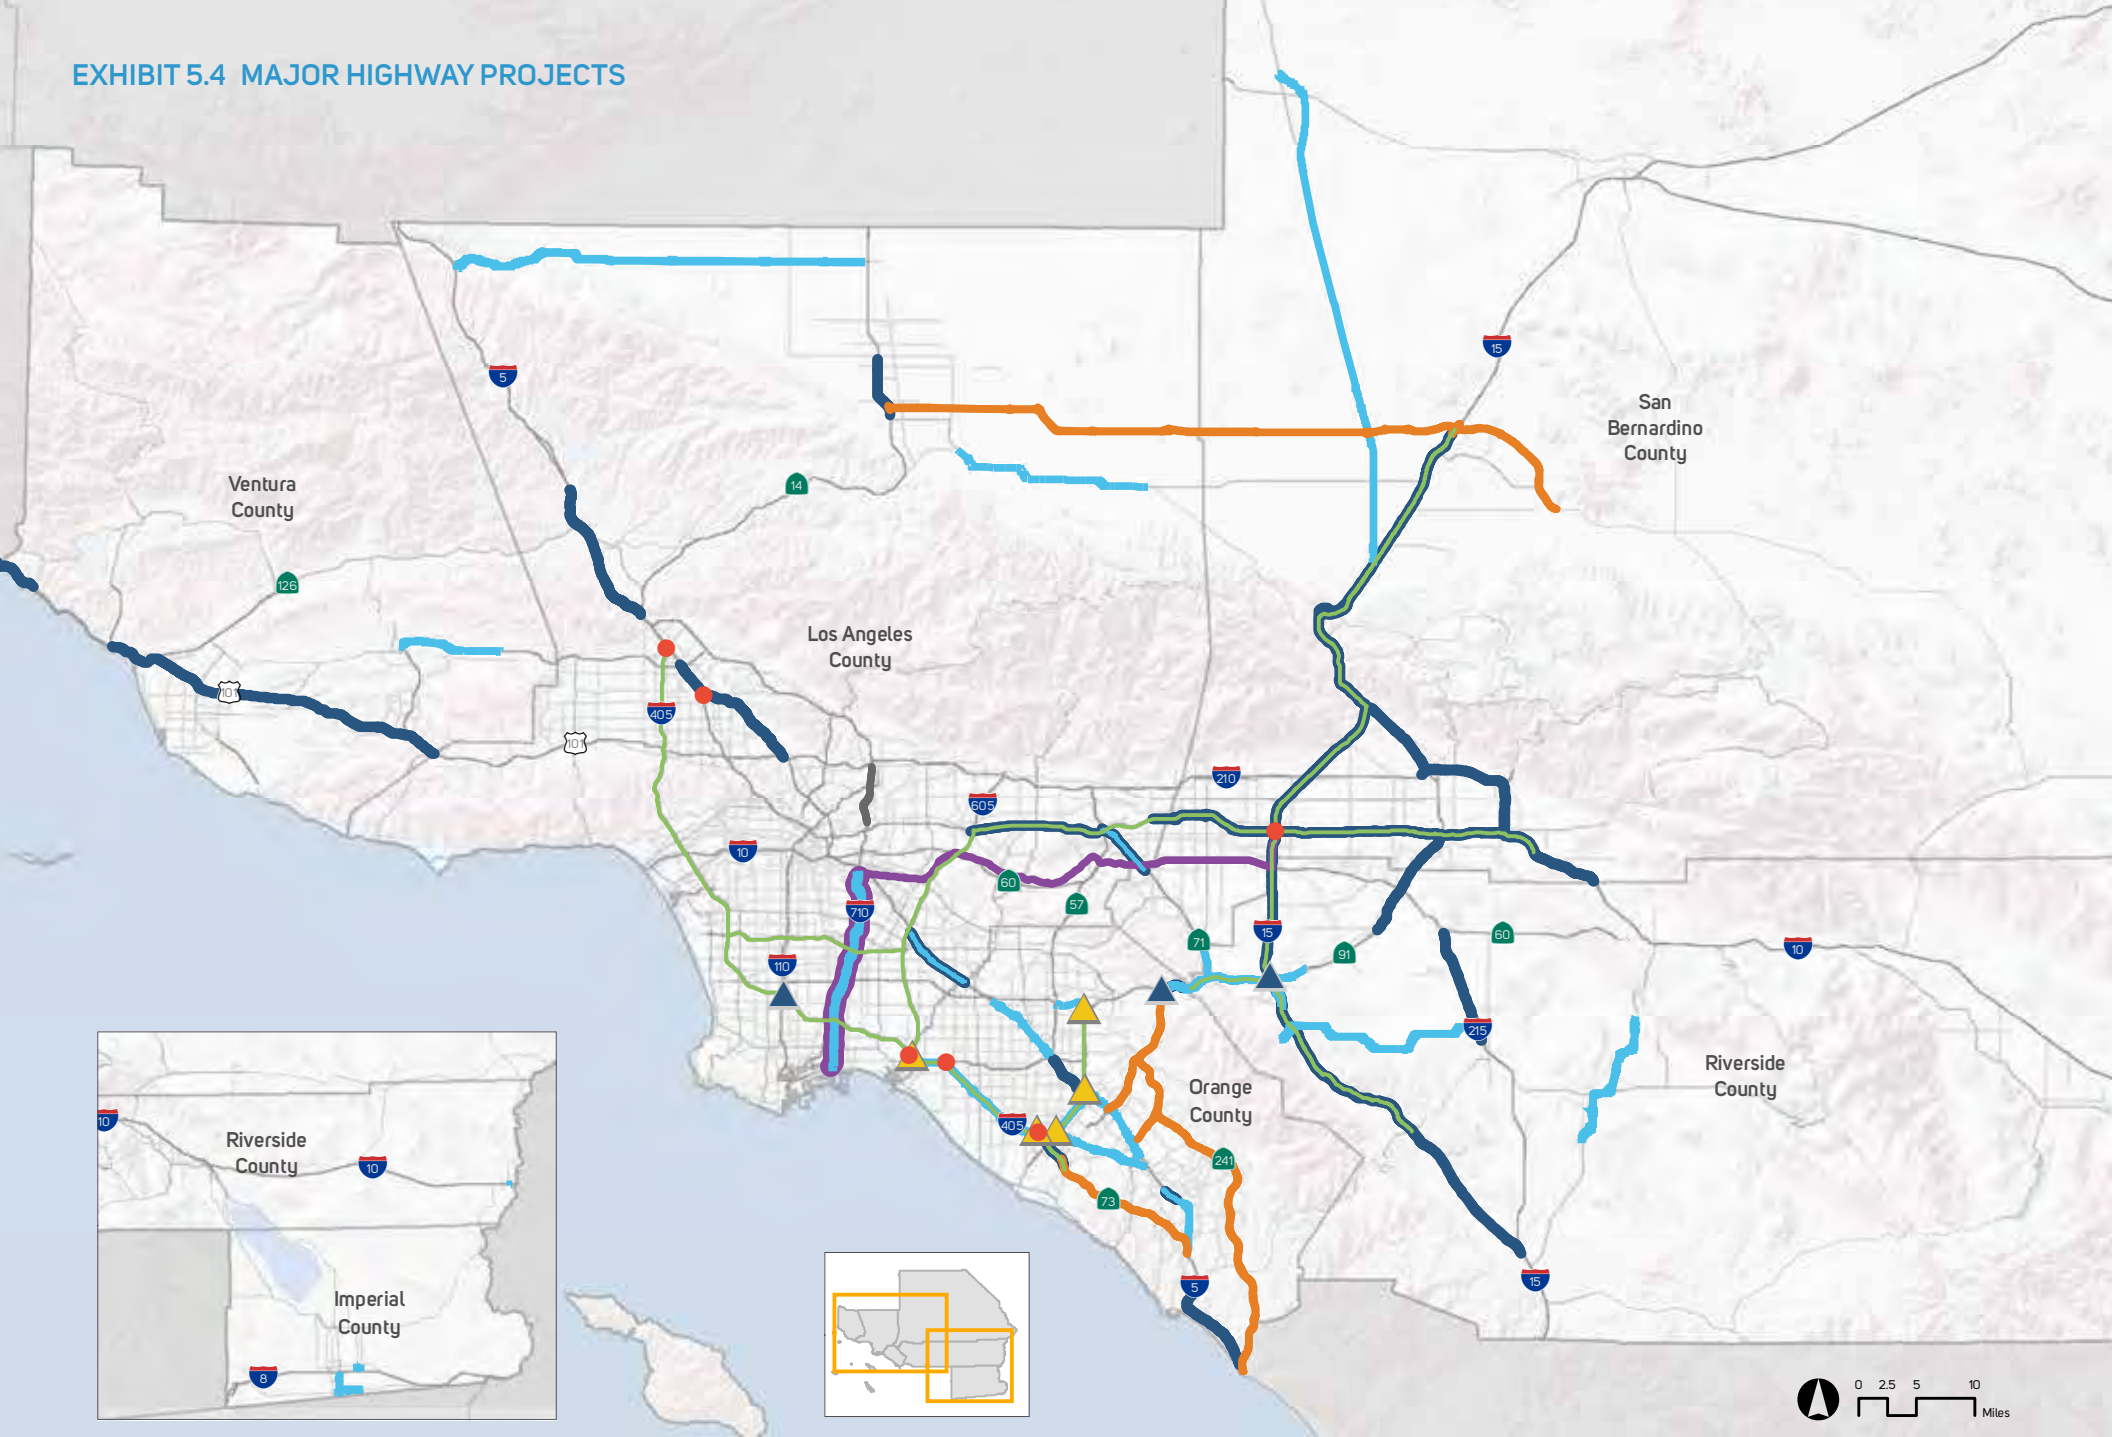 EXHIBIT 5.4 MAJOR HIGHWAY PROJECTS
15
5
San
Bernardino
County
Ventura
County
14
126
Los Angeles
County
101
405
101
210
605
10
60
57
710
15
71
91
60
10
110
215
Riverside
County
Orange
County
405
241
73
5
15
10
Riverside
County
10
Imperial
County
8
0 2.5 5 10
Miles